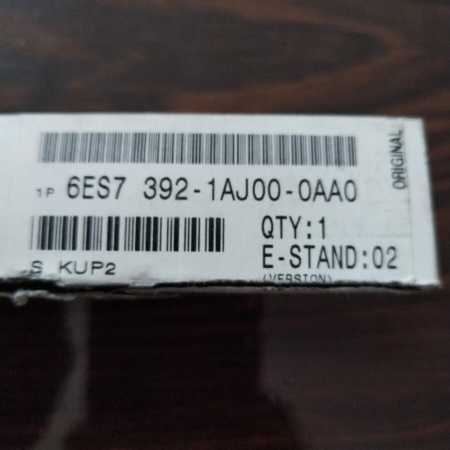 1P 6ES7 392-1AJ00-0AA0
QTY:1
S KUP2
E-STAND:02
(VERSION)
ORIGINAL